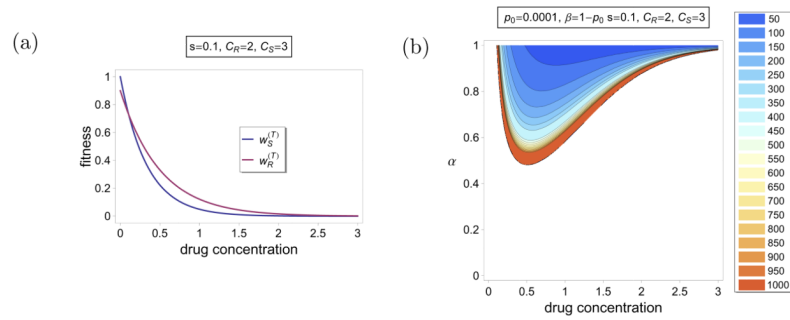 (a)
s=0.1, C_R=2, C_S=3
fitness
1
0.8
0.6
0.4
0.2
0
w_S^(T)
w_R^(T)
0 0.5 1 1.5 2 2.5 3
drug concentration
(b)
p_0=0.0001, β=1−p_0 s=0.1, C_R=2, C_S=3
α
1
0.8
0.6
0.4
0.2
0
0 0.5 1 1.5 2 2.5 3
drug concentration
50
100
150
200
250
300
350
400
450
500
550
600
650
700
750
800
850
900
950
1000